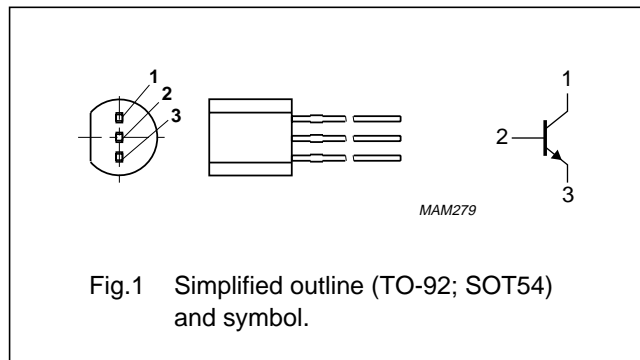 1
2
3
1
2
3
MAM279
Fig.1 Simplified outline (TO-92; SOT54)
and symbol.